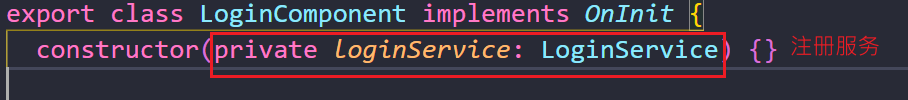 export class LoginComponent implements OnInit {
constructor(private loginService: LoginService) {} 注册服务